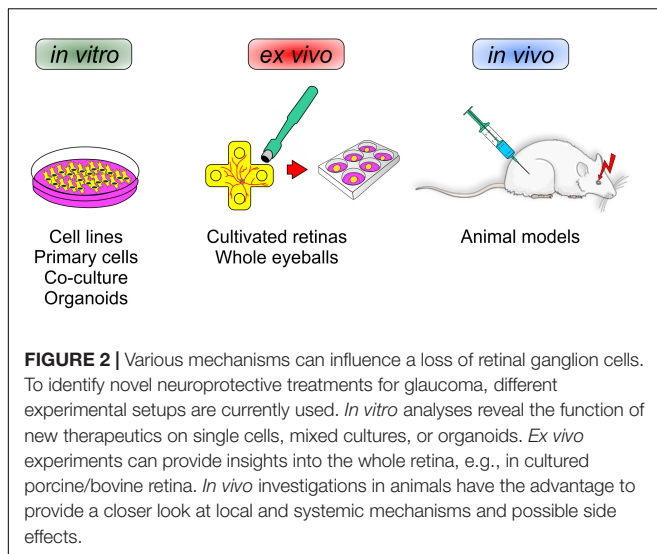 in vitro
ex vivo
in vivo
Cell lines
Primary cells
Co-culture
Organoids
Cultivated retinas
Whole eyeballs
Animal models
FIGURE 2 | Various mechanisms can influence a loss of retinal ganglion cells.
To identify novel neuroprotective treatments for glaucoma, different
experimental setups are currently used. In vitro analyses reveal the function of
new therapeutics on single cells, mixed cultures, or organoids. Ex vivo
experiments can provide insights into the whole retina, e.g., in cultured
porcine/bovine retina. In vivo investigations in animals have the advantage to
provide a closer look at local and systemic mechanisms and possible side
effects.